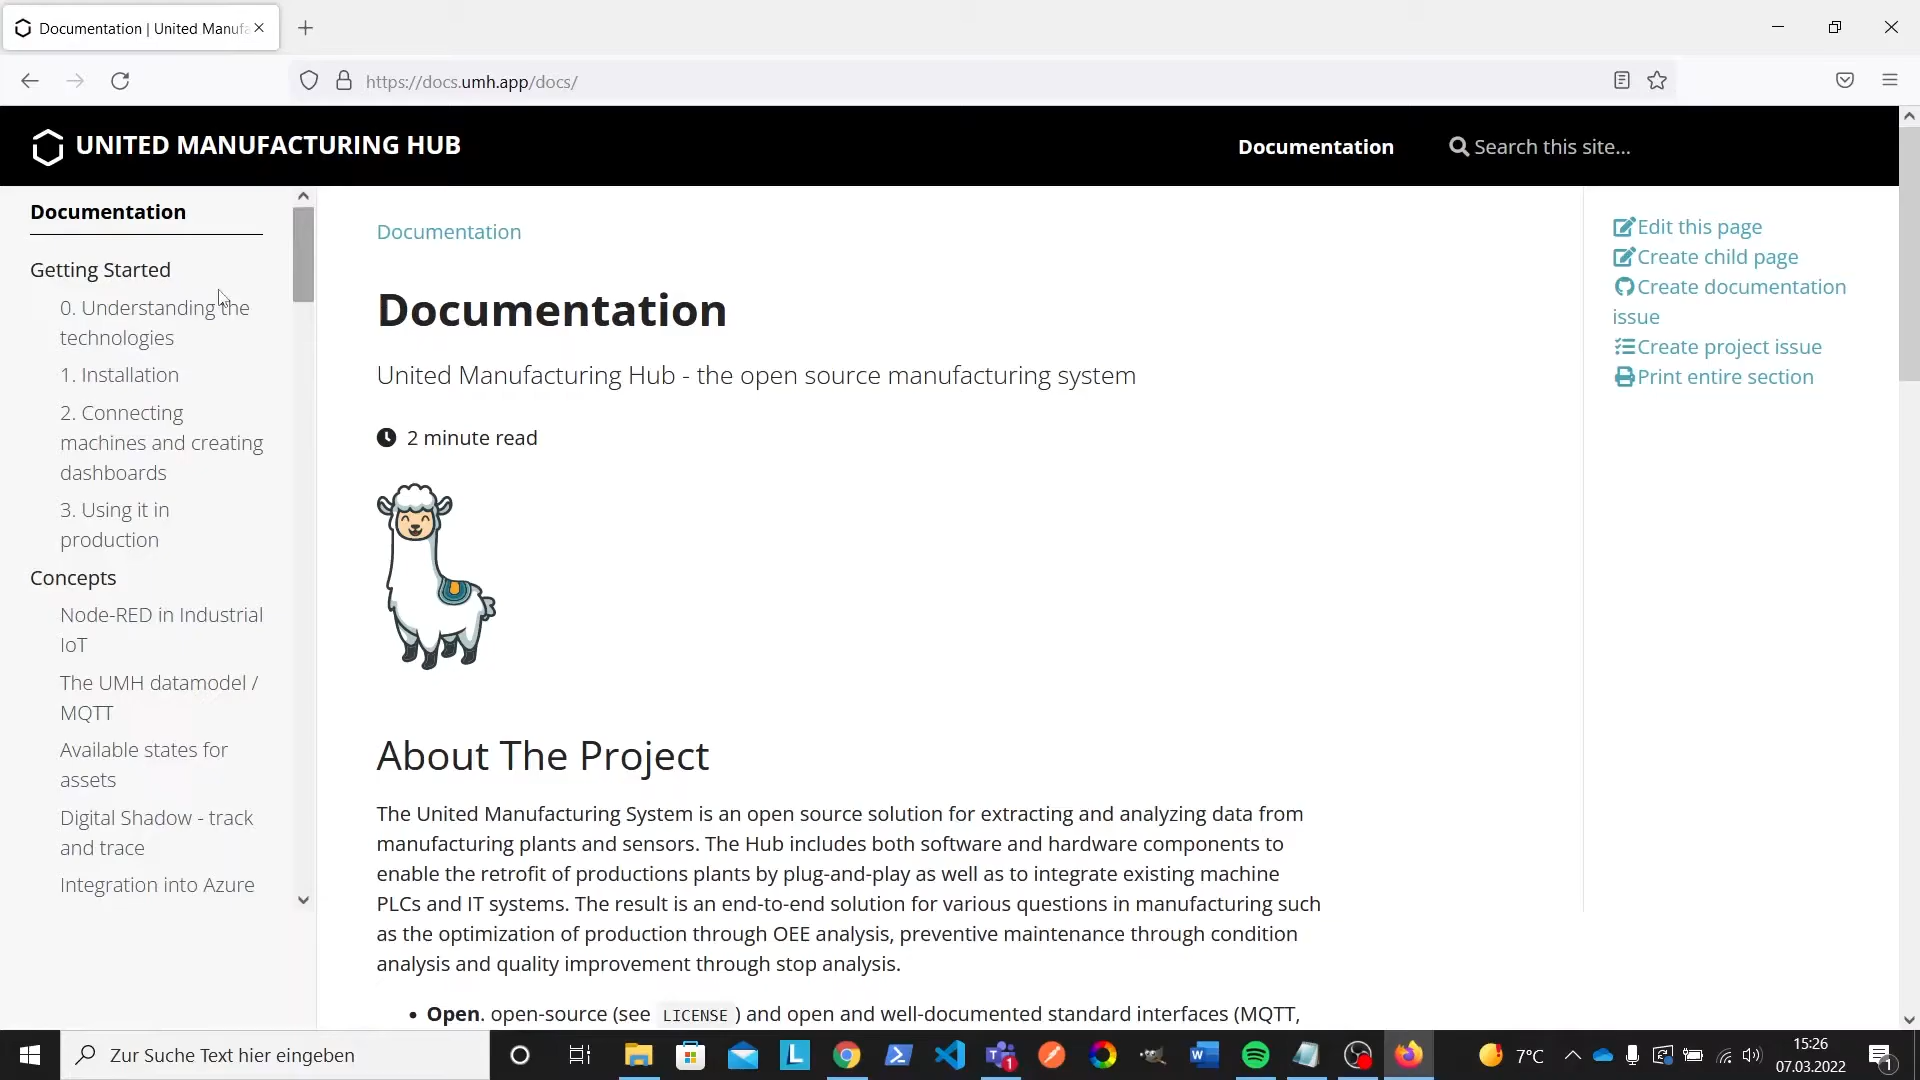 Documentation | United Manufa
https://docs.umh.app/docs/
UNITED MANUFACTURING HUB
Documentation
Search this site...
Documentation
Getting Started
0. Understanding the
technologies
1. Installation
2. Connecting
machines and creating
dashboards
3. Using it in
production
Concepts
Node-RED in Industrial
IoT
The UMH datamodel /
MQTT
Available states for
assets
Digital Shadow - track
and trace
Integration into Azure
Documentation
Documentation
United Manufacturing Hub - the open source manufacturing system
2 minute read
About The Project
The United Manufacturing System is an open source solution for extracting and analyzing data from
manufacturing plants and sensors. The Hub includes both software and hardware components to
enable the retrofit of productions plants by plug-and-play as well as to integrate existing machine
PLCs and IT systems. The result is an end-to-end solution for various questions in manufacturing such
as the optimization of production through OEE analysis, preventive maintenance through condition
analysis and quality improvement through stop analysis.
• Open. open-source (see LICENSE ) and open and well-documented standard interfaces (MQTT,
Edit this page
Create child page
Create documentation
issue
Create project issue
Print entire section
Zur Suche Text hier eingeben
7°C
15:26
07.03.2022
1